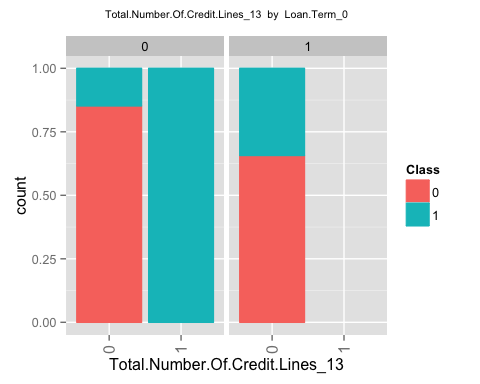 Total.Number.Of.Credit.Lines_13 by Loan.Term_0
0 1
1.00
0.75
0.50
0.25
0.00
count
0 1 0 1
Total.Number.Of.Credit.Lines_13
Class
0
1